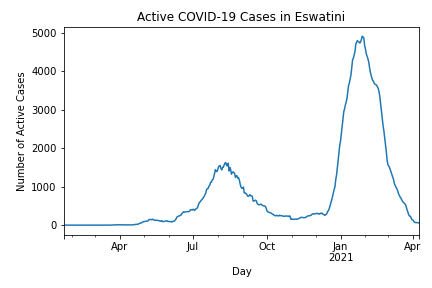 Active COVID-19 Cases in Eswatini
Number of Active Cases
5000
4000
3000
2000
1000
0
Apr
Jul
Oct
Jan
2021
Apr
Day